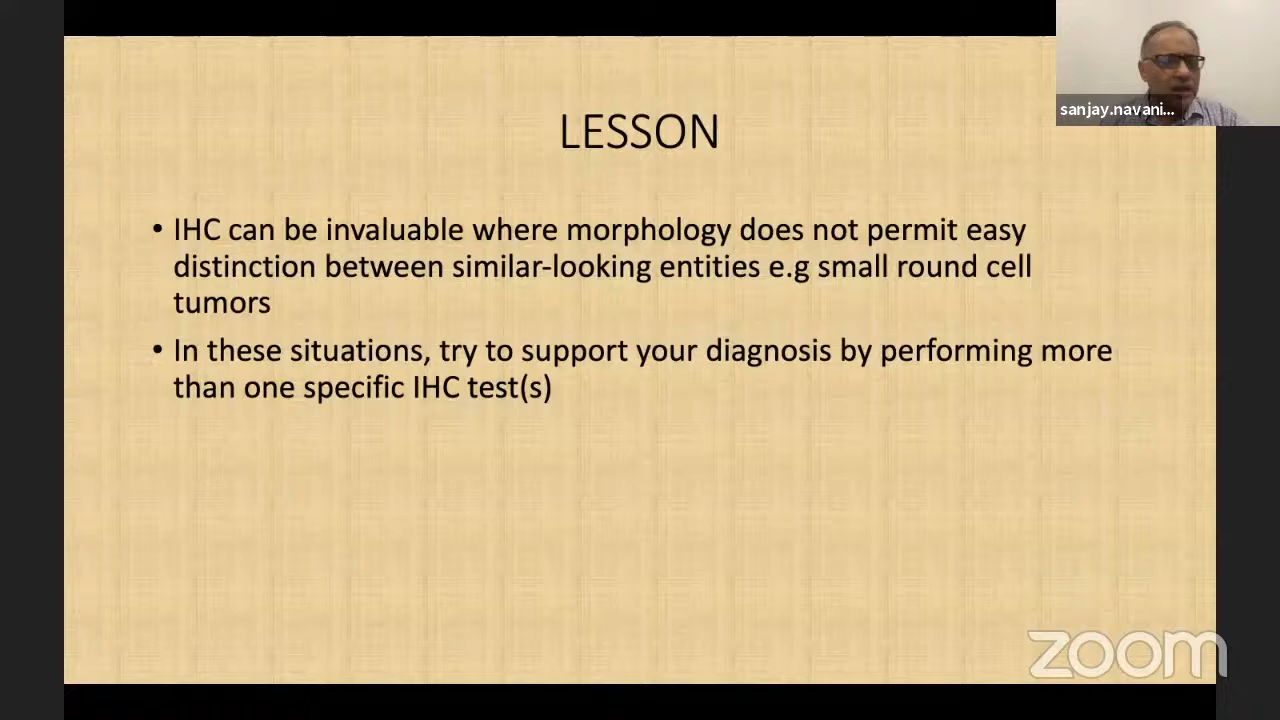 sanjay.navani...
LESSON
• IHC can be invaluable where morphology does not permit easy
distinction between similar-looking entities e.g small round cell
tumors
• In these situations, try to support your diagnosis by performing more
than one specific IHC test(s)
zoom